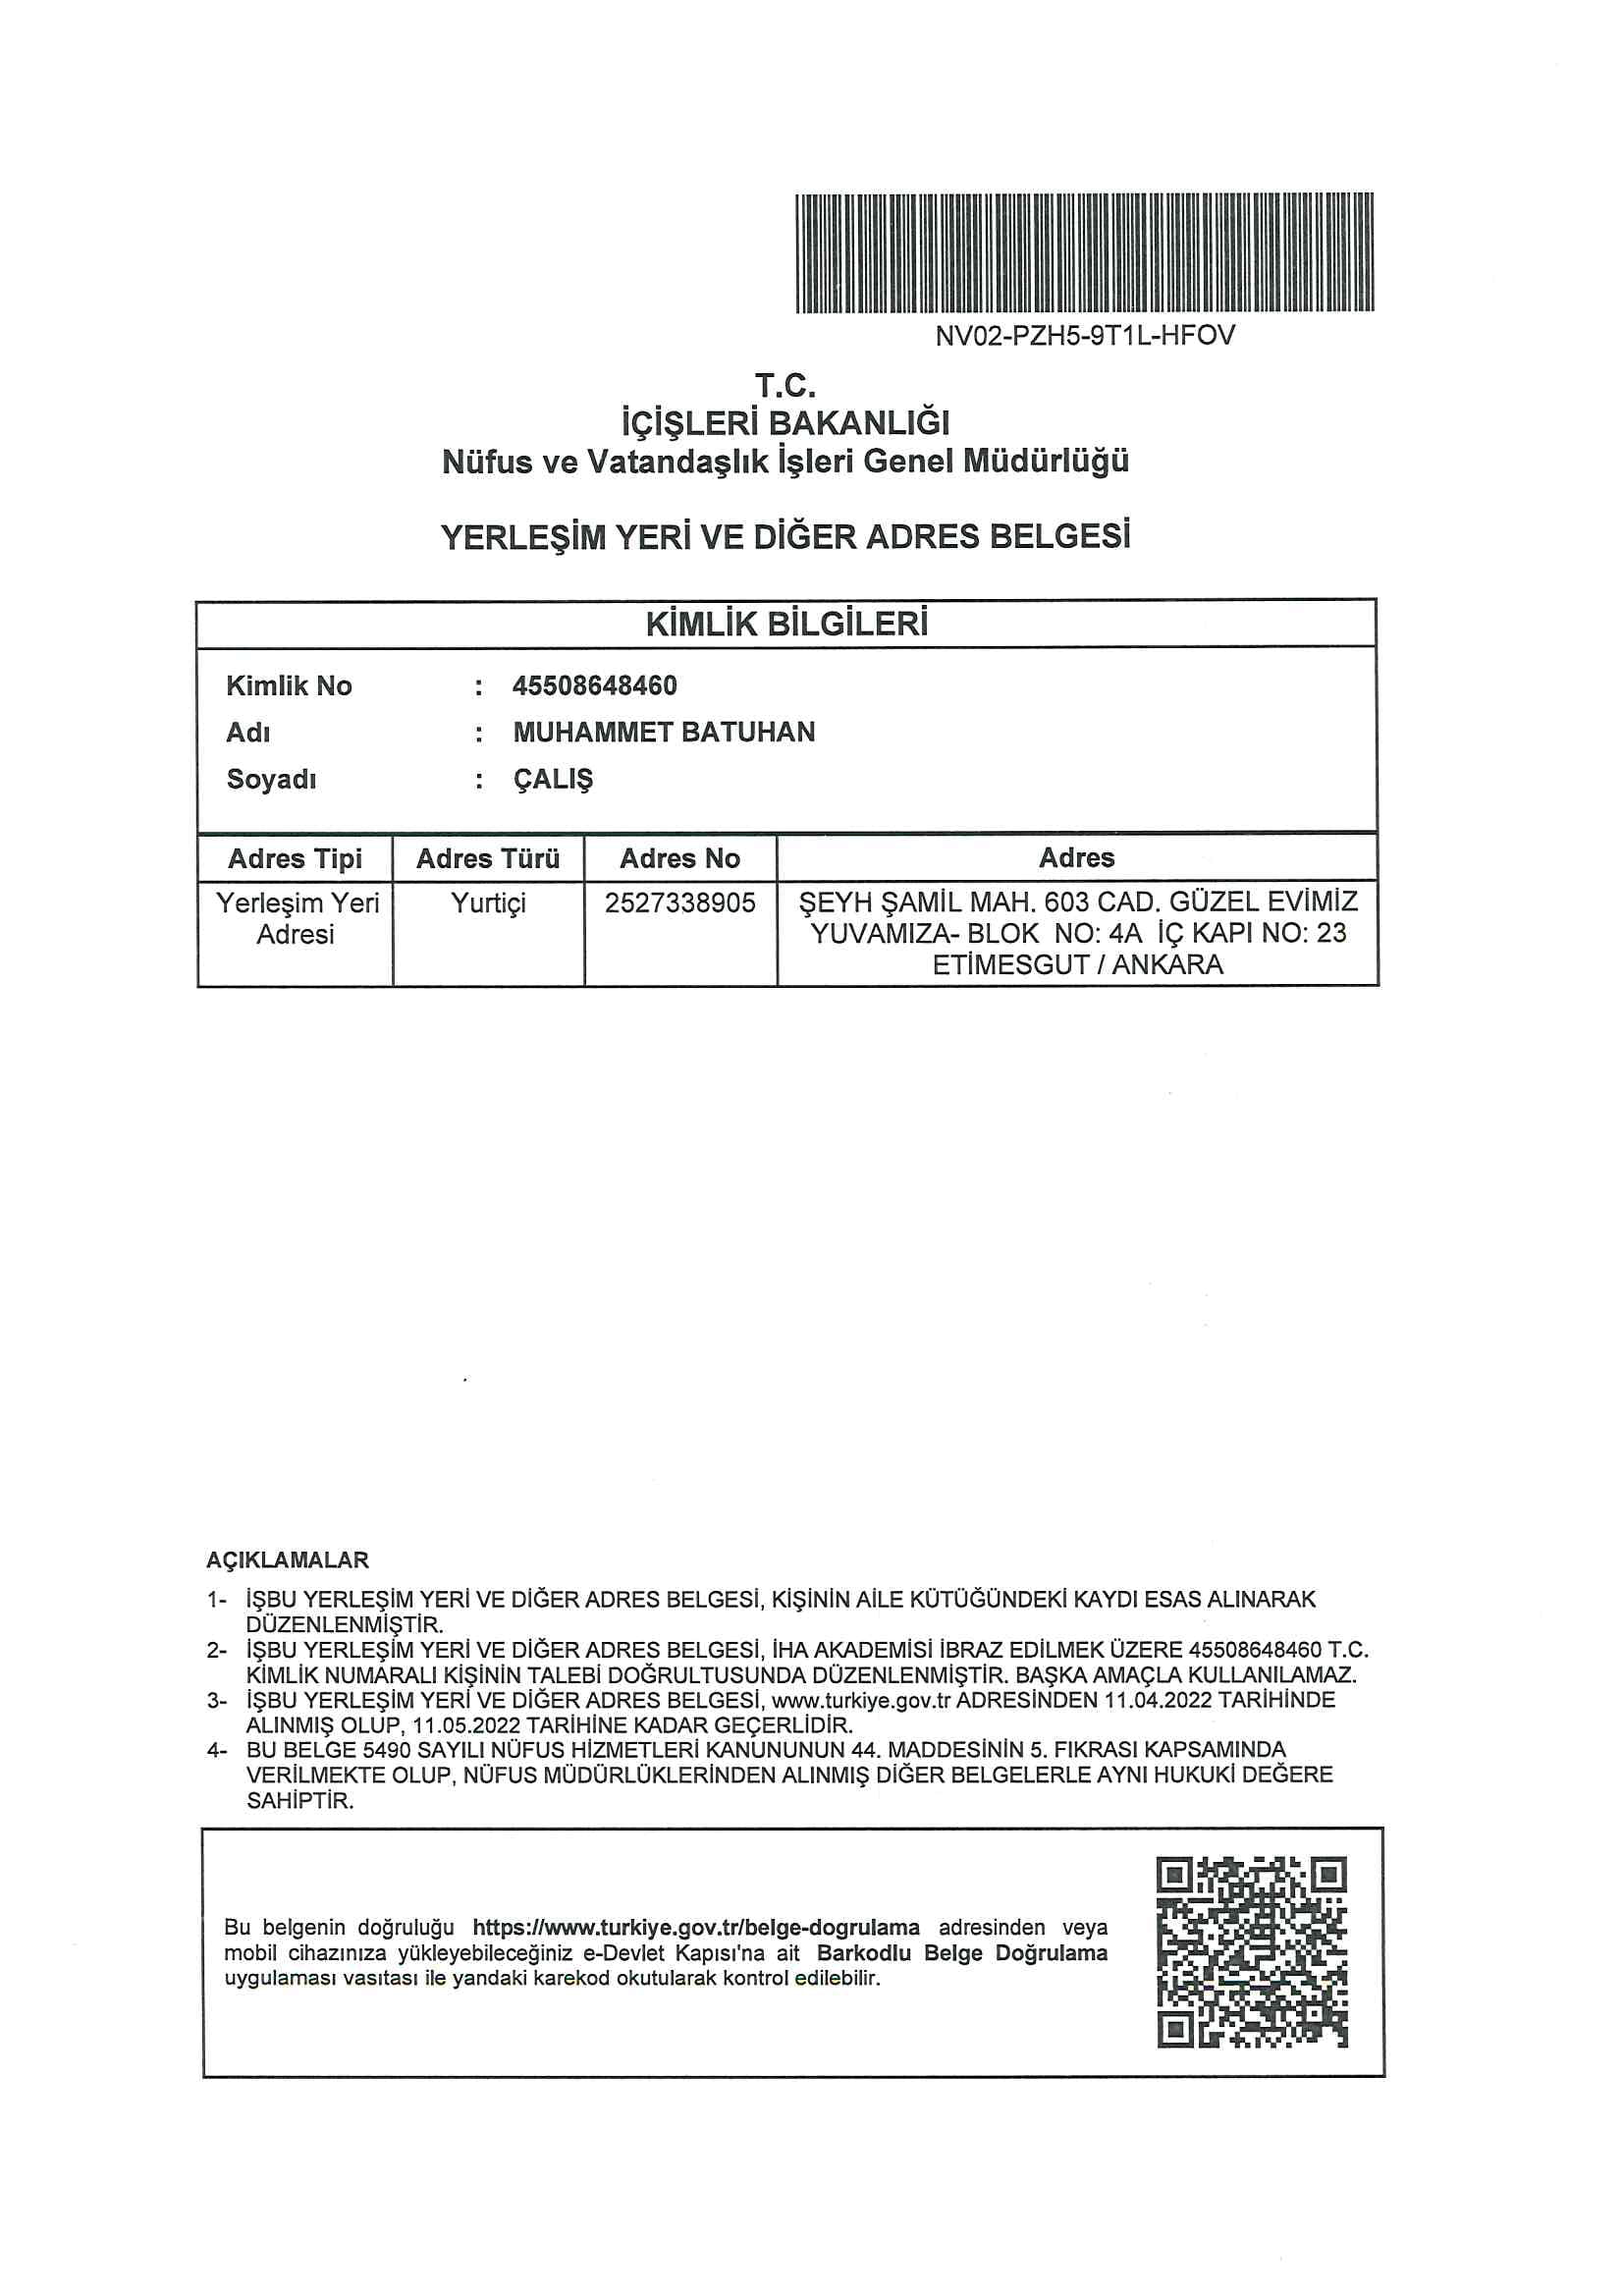 NV02-PZH5-9T1L-HFOV
T.C.
İÇİŞLERİ BAKANLIĞI
Nüfus ve Vatandaşlık İşleri Genel Müdürlüğü
YERLEŞİM YERİ VE DİĞER ADRES BELGESİ
KİMLİK BİLGİLERİ
Kimlik No : 45508648460
Adı : MUHAMMET BATUHAN
Soyadı : ÇALIŞ
Adres Tipi Adres Türü Adres No Adres
Yerleşim Yeri Yurtiçi 2527338905 ŞEYH ŞAMİL MAH. 603 CAD. GÜZEL EVİMİZ
Adresi YUVAMIZA- BLOK NO: 4A İÇ KAPI NO: 23
ETİMESGUT / ANKARA
AÇIKLAMALAR
1- İŞBU YERLEŞİM YERİ VE DİĞER ADRES BELGESİ, KİŞİNİN AİLE KÜTÜĞÜNDEKİ KAYDI ESAS ALINARAK
DÜZENLENMİŞTİR.
2- İŞBU YERLEŞİM YERİ VE DİĞER ADRES BELGESİ, İHA AKADEMİSİ İBRAZ EDİLMEK ÜZERE 45508648460 T.C.
KİMLİK NUMARALI KİŞİNİN TALEBİ DOĞRULTUSUNDA DÜZENLENMİŞTİR. BAŞKA AMAÇLA KULLANILAMAZ.
3- İŞBU YERLEŞİM YERİ VE DİĞER ADRES BELGESİ, www.turkiye.gov.tr ADRESİNDEN 11.04.2022 TARİHİNDE
ALINMIŞ OLUP, 11.05.2022 TARİHİNE KADAR GEÇERLİDİR.
4- BU BELGE 5490 SAYILI NÜFUS HİZMETLERİ KANUNUNUN 44. MADDESİNİN 5. FIKRASI KAPSAMINDA
VERİLMEKTE OLUP, NÜFUS MÜDÜRLÜKLERİNDEN ALINMIŞ DİĞER BELGELERLE AYNI HUKUKİ DEĞERE
SAHİPTİR.
Bu belgenin doğruluğu https://www.turkiye.gov.tr/belge-dogrulama adresinden veya
mobil cihazınıza yükleyebileceğiniz e-Devlet Kapısı'na ait Barkodlu Belge Doğrulama
uygulaması vasıtası ile yandaki karekod okutularak kontrol edilebilir.